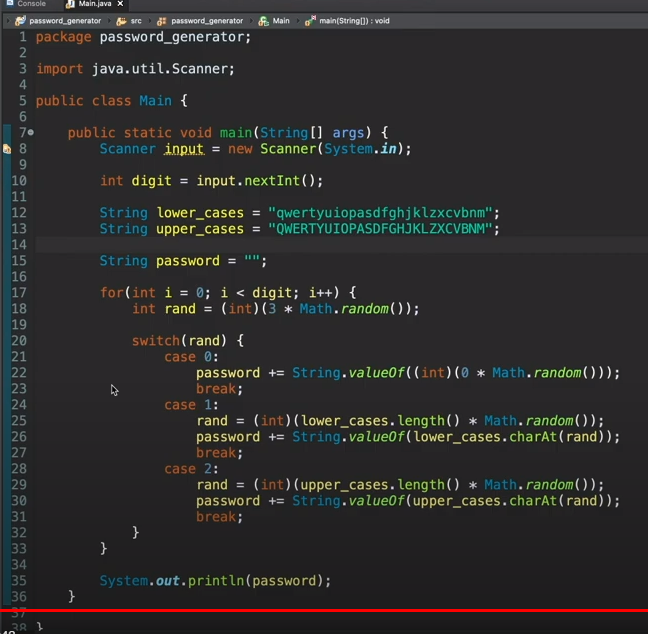 Console Main.java
password_generator src password_generator Main main(String[]) : void
1 package password_generator;
2
3 import java.util.Scanner;
4
5 public class Main {
6
7 public static void main(String[] args) {
8 Scanner input = new Scanner(System.in);
9
10 int digit = input.nextInt();
11
12 String lower_cases = "qwertyuiopasdfghjklzxcvbnm";
13 String upper_cases = "QWERTYUIOPASDFGHJKLZXCVBNM";
14
15 String password = "";
16
17 for(int i = 0; i < digit; i++) {
18 int rand = (int)(3 * Math.random());
19
20 switch(rand) {
21 case 0:
22 password += String.valueOf((int)(0 * Math.random()));
23 break;
24 case 1:
25 rand = (int)(lower_cases.length() * Math.random());
26 password += String.valueOf(lower_cases.charAt(rand));
27 break;
28 case 2:
29 rand = (int)(upper_cases.length() * Math.random());
30 password += String.valueOf(upper_cases.charAt(rand));
31 break;
32 }
33 }
34
35 System.out.println(password);
36 }
37
38 }